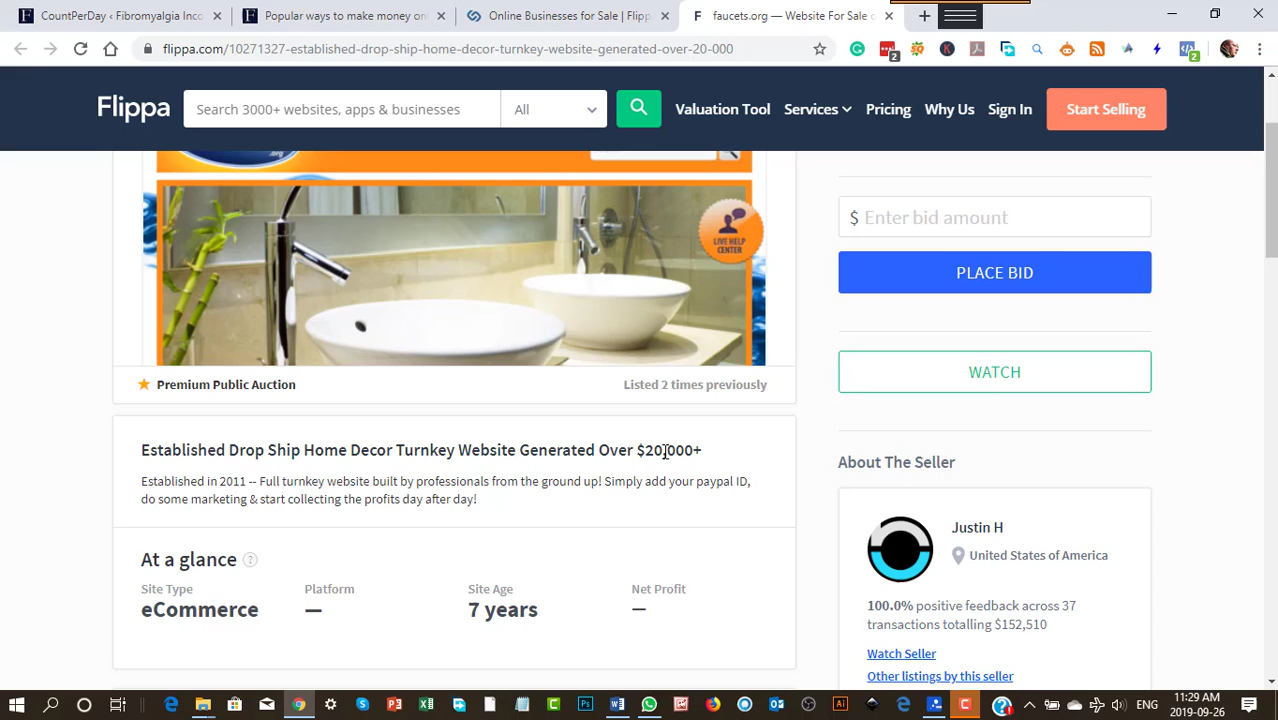 CountPerDay ‹ Fibromyalgia Inco
Popular ways to make money on
Online Businesses for Sale | Flipp
faucets.org — Website For Sale o
flippa.com/10271327-established-drop-ship-home-decor-turnkey-website-generated-over-20-000
2
2
Flippa
Search 3000+ websites, apps & businesses
All
Valuation Tool
Services
Pricing
Why Us
Sign In
Start Selling
LIVE HELP
CENTER
$ Enter bid amount
PLACE BID
WATCH
Premium Public Auction
Listed 2 times previously
Established Drop Ship Home Decor Turnkey Website Generated Over $20,000+
Established in 2011 -- Full turnkey website built by professionals from the ground up! Simply add your paypal ID,
do some marketing & start collecting the profits day after day!
At a glance ?
Site Type
Platform
Site Age
Net Profit
eCommerce
—
7 years
—
About The Seller
Justin H
United States of America
100.0% positive feedback across 37
transactions totalling $152,510
Watch Seller
Other listings by this seller
11:29 AM
ENG
2019-09-26